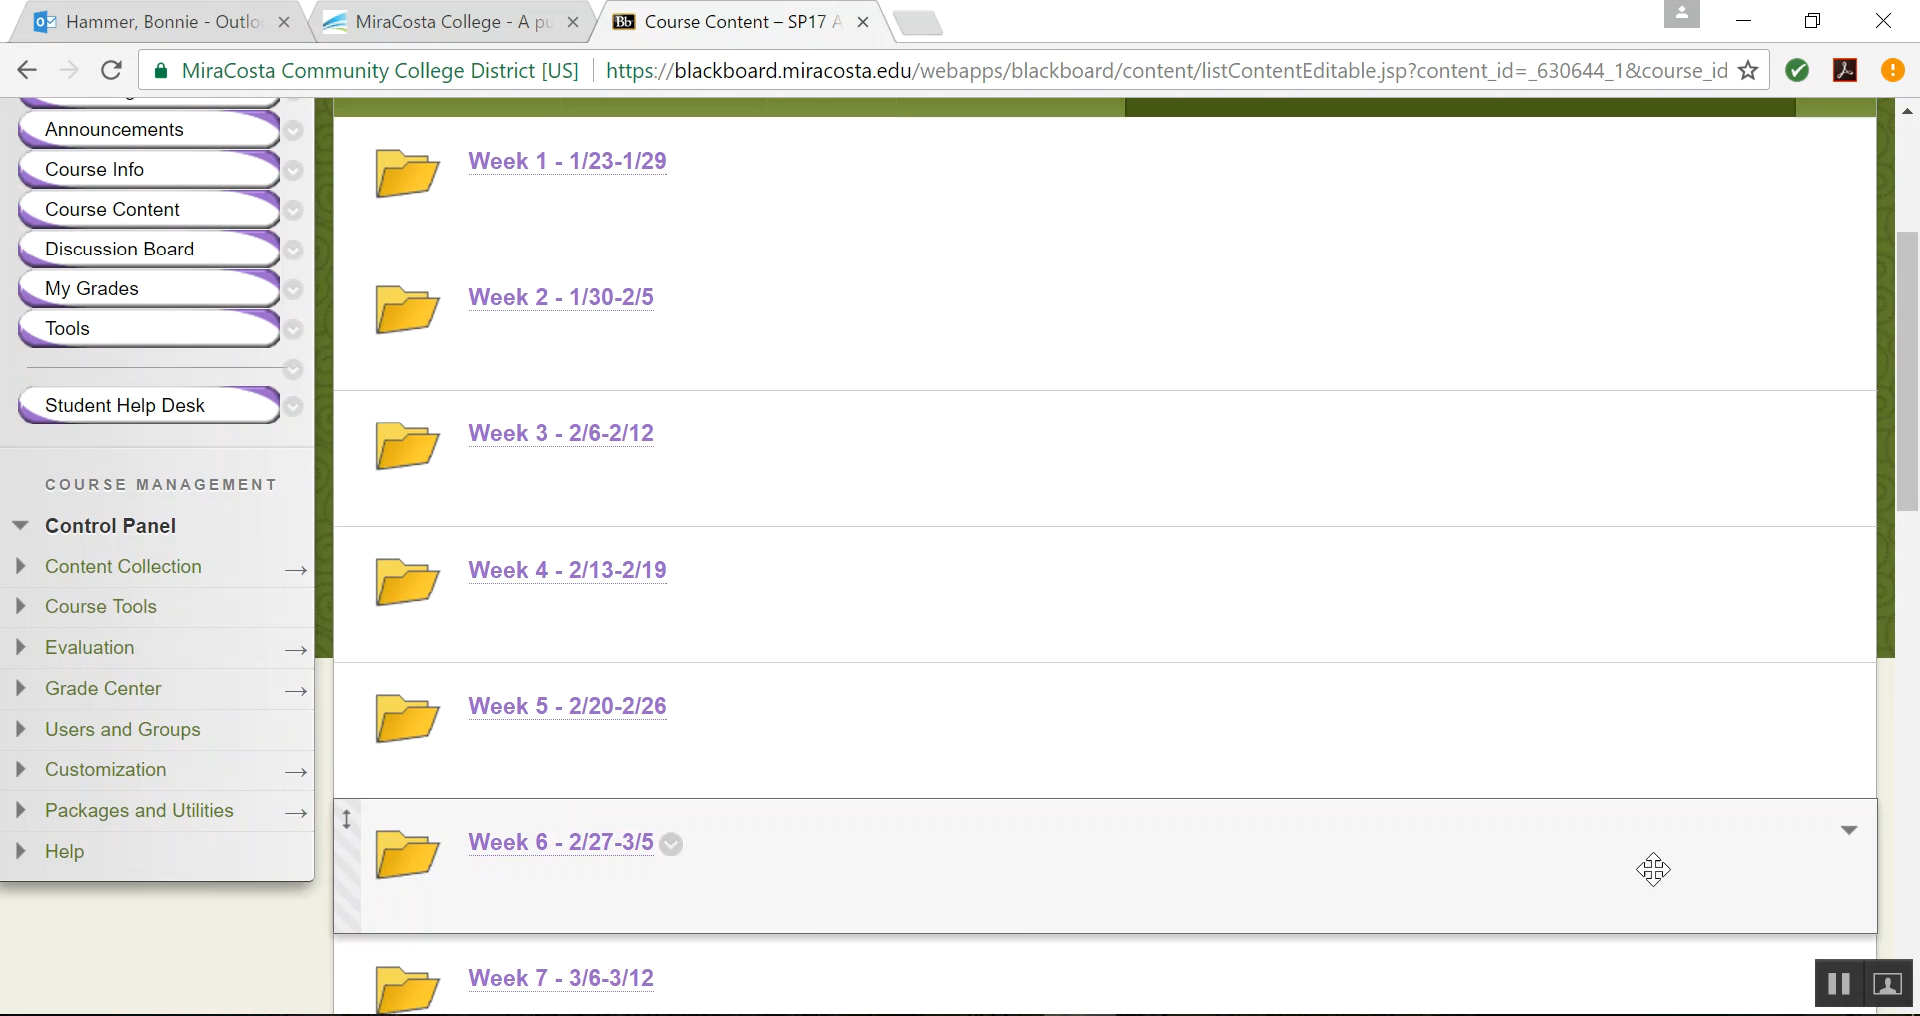 Hammer, Bonnie - Outlo
MiraCosta College - A pu
Bb Course Content – SP17 A
MiraCosta Community College District [US]
https://blackboard.miracosta.edu/webapps/blackboard/content/listContentEditable.jsp?content_id=_630644_1&course_id
Announcements
Course Info
Course Content
Discussion Board
My Grades
Tools
Student Help Desk
COURSE MANAGEMENT
Control Panel
Content Collection
Course Tools
Evaluation
Grade Center
Users and Groups
Customization
Packages and Utilities
Help
Week 1 - 1/23-1/29
Week 2 - 1/30-2/5
Week 3 - 2/6-2/12
Week 4 - 2/13-2/19
Week 5 - 2/20-2/26
Week 6 - 2/27-3/5
Week 7 - 3/6-3/12